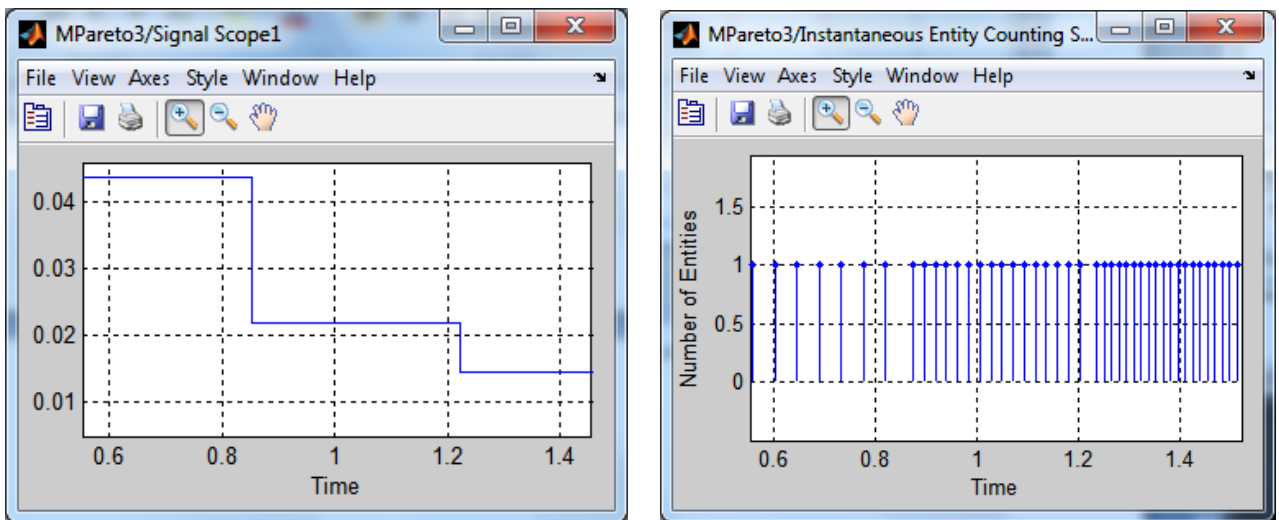 MPareto3/Signal Scope1
File View Axes Style Window Help
0.04
0.03
0.02
0.01
0.6 0.8 1 1.2 1.4
Time
MPareto3/Instantaneous Entity Counting S...
File View Axes Style Window Help
Number of Entities
1.5
1
0.5
0
0.6 0.8 1 1.2 1.4
Time